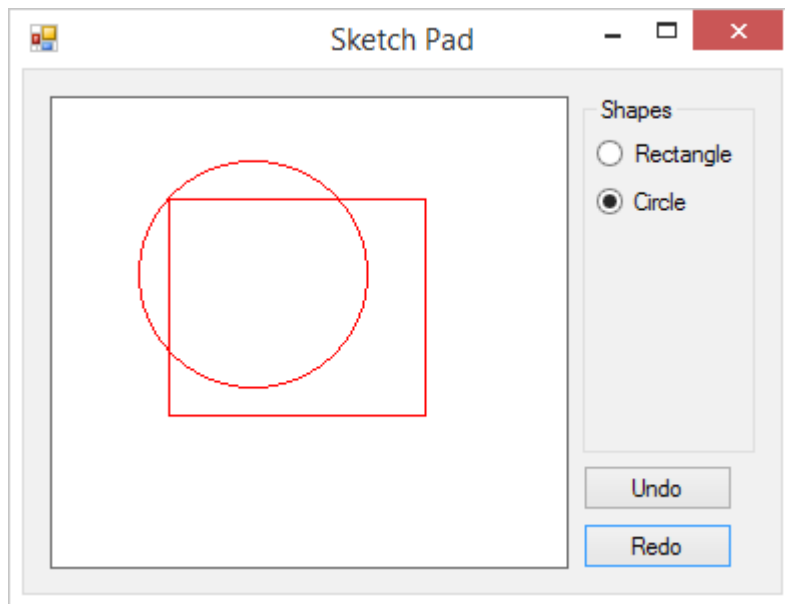 Sketch Pad
Shapes
Rectangle
Circle
Undo
Redo